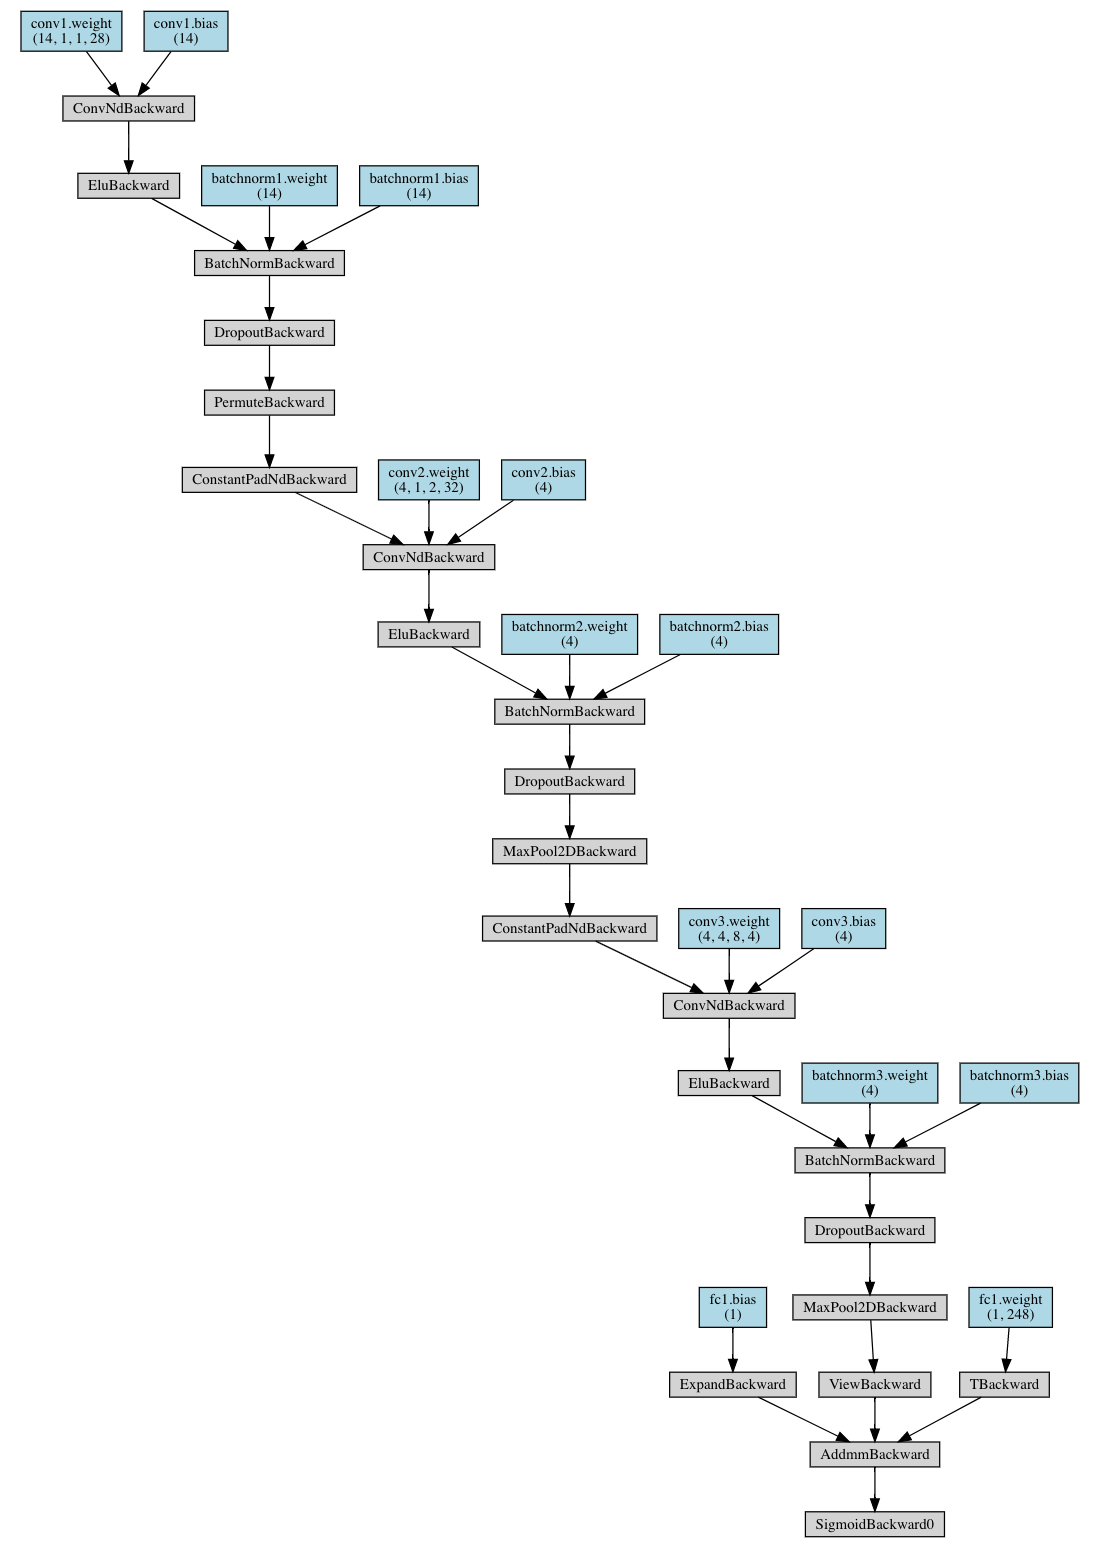 conv1.weight
(14, 1, 1, 28)
conv1.bias
(14)
ConvNdBackward
EluBackward
batchnorm1.weight
(14)
batchnorm1.bias
(14)
BatchNormBackward
DropoutBackward
PermuteBackward
ConstantPadNdBackward
conv2.weight
(4, 1, 2, 32)
conv2.bias
(4)
ConvNdBackward
EluBackward
batchnorm2.weight
(4)
batchnorm2.bias
(4)
BatchNormBackward
DropoutBackward
MaxPool2DBackward
ConstantPadNdBackward
conv3.weight
(4, 4, 8, 4)
conv3.bias
(4)
ConvNdBackward
EluBackward
batchnorm3.weight
(4)
batchnorm3.bias
(4)
BatchNormBackward
DropoutBackward
fc1.bias
(1)
MaxPool2DBackward
fc1.weight
(1, 248)
ExpandBackward
ViewBackward
TBackward
AddmmBackward
SigmoidBackward0